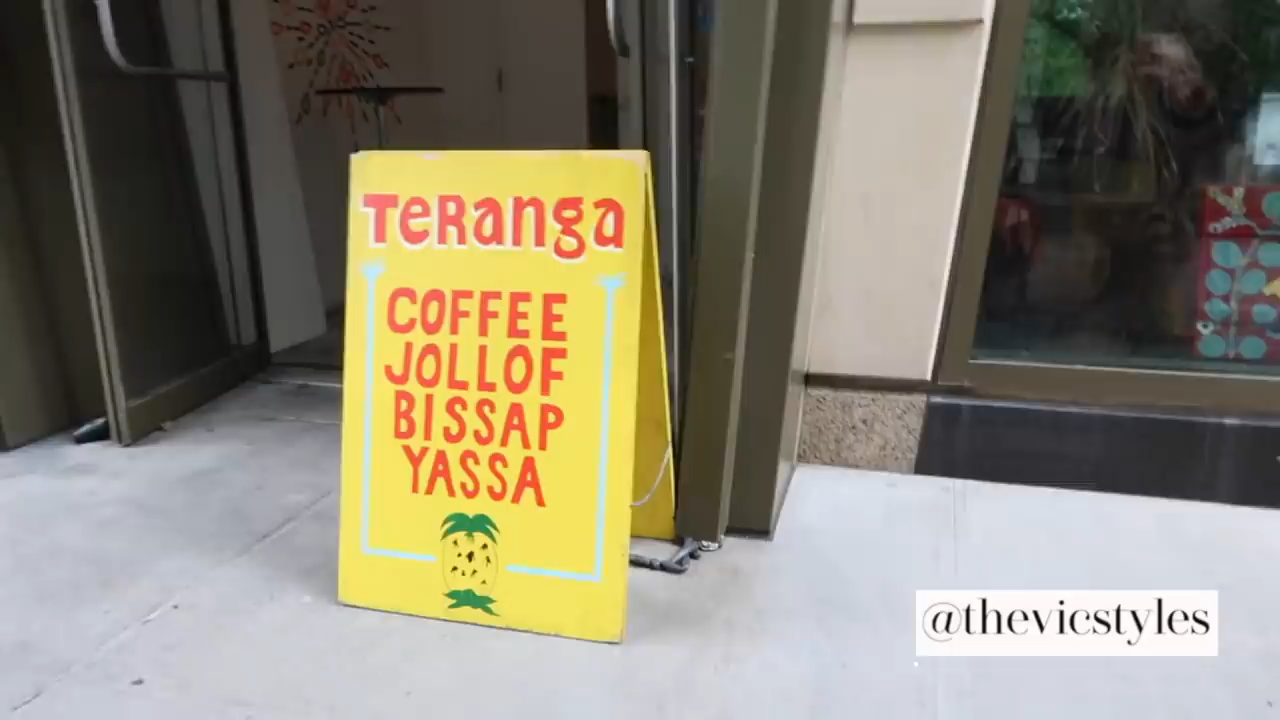 TeRanga
COFFEE
JOLLOF
BISSAP
YASSA
@thevicstyles